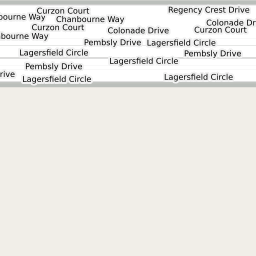 Curzon Court
Regency Crest Drive
bourne Way
Chanbourne Way
Colonade Dr
Curzon Court
Colonade Drive
Curzon Court
bourne Way
Pembsly Drive
Lagersfield Circle
Lagersfield Circle
Pembsly Drive
Lagersfield Circle
Pembsly Drive
rive
Lagersfield Circle
Lagersfield Circle